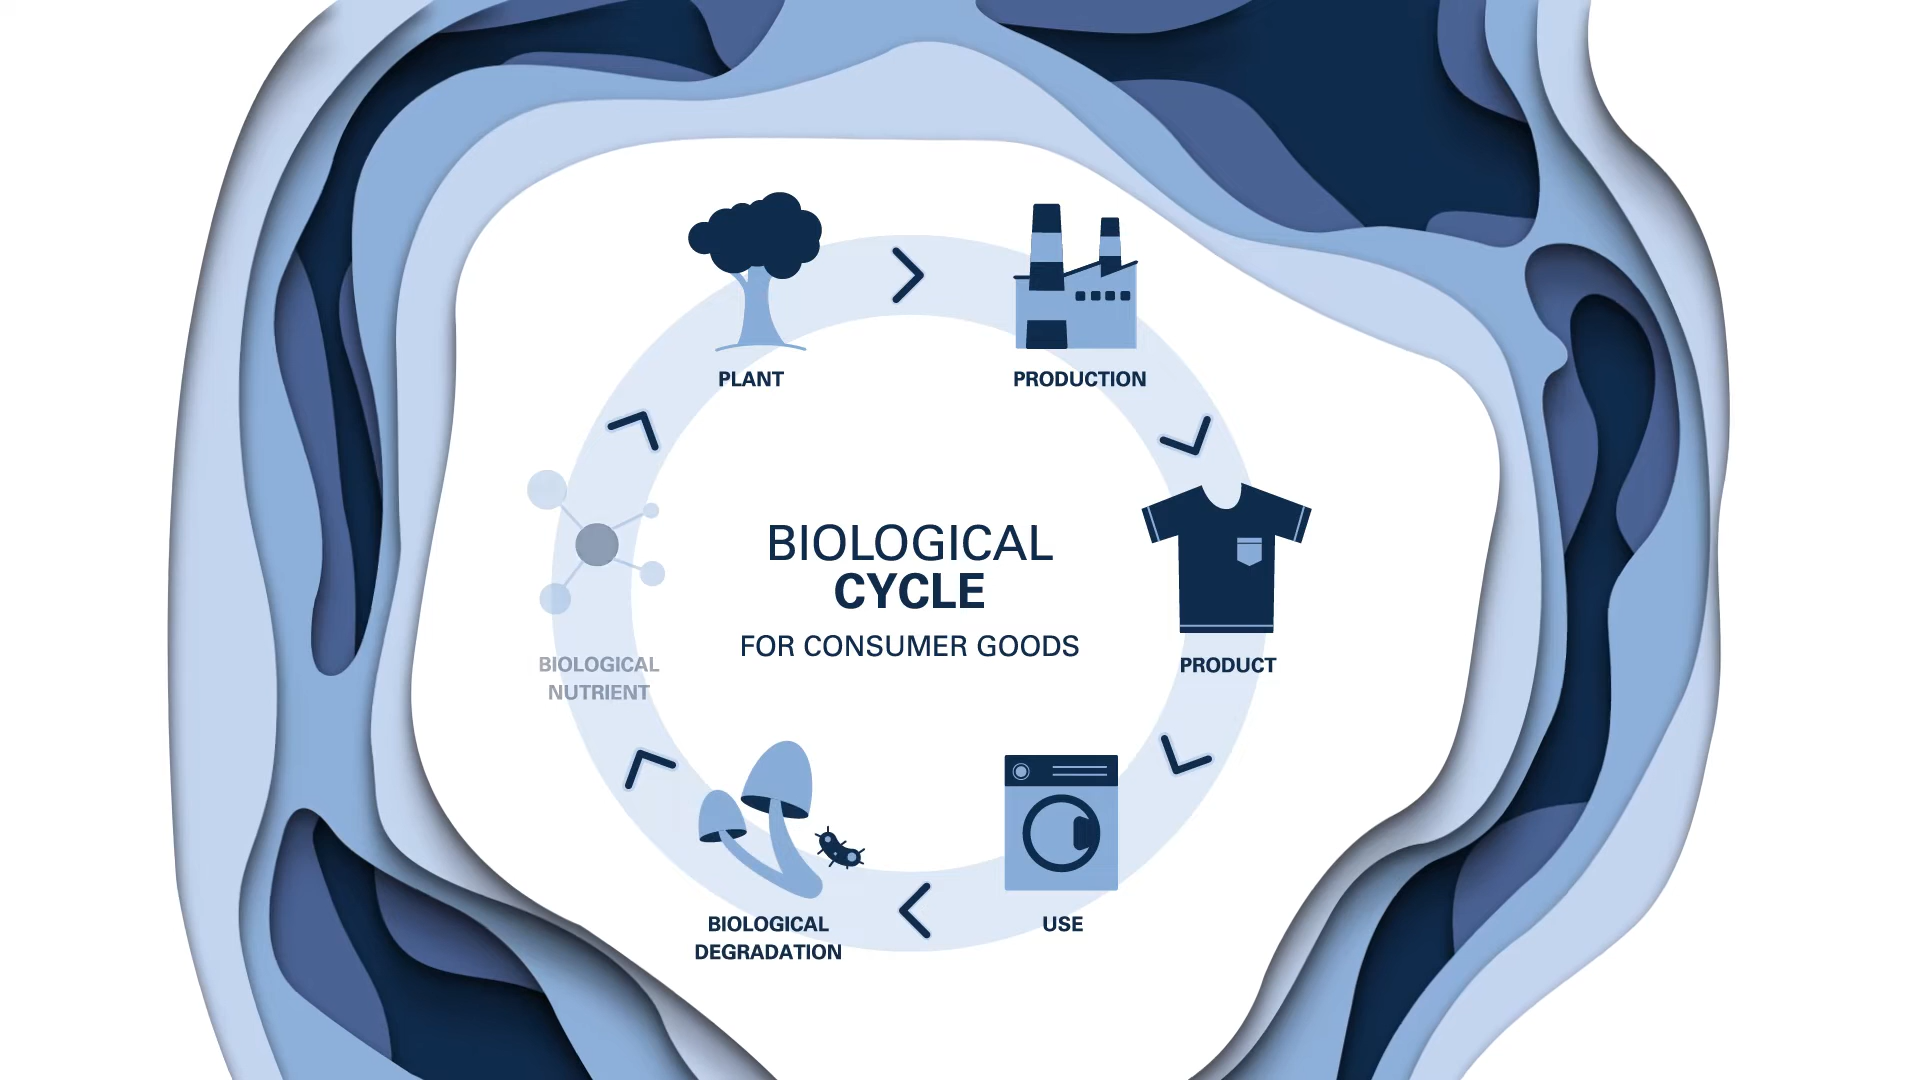 PLANT
PRODUCTION
BIOLOGICAL
CYCLE
FOR CONSUMER GOODS
BIOLOGICAL
NUTRIENT
PRODUCT
BIOLOGICAL
DEGRADATION
USE